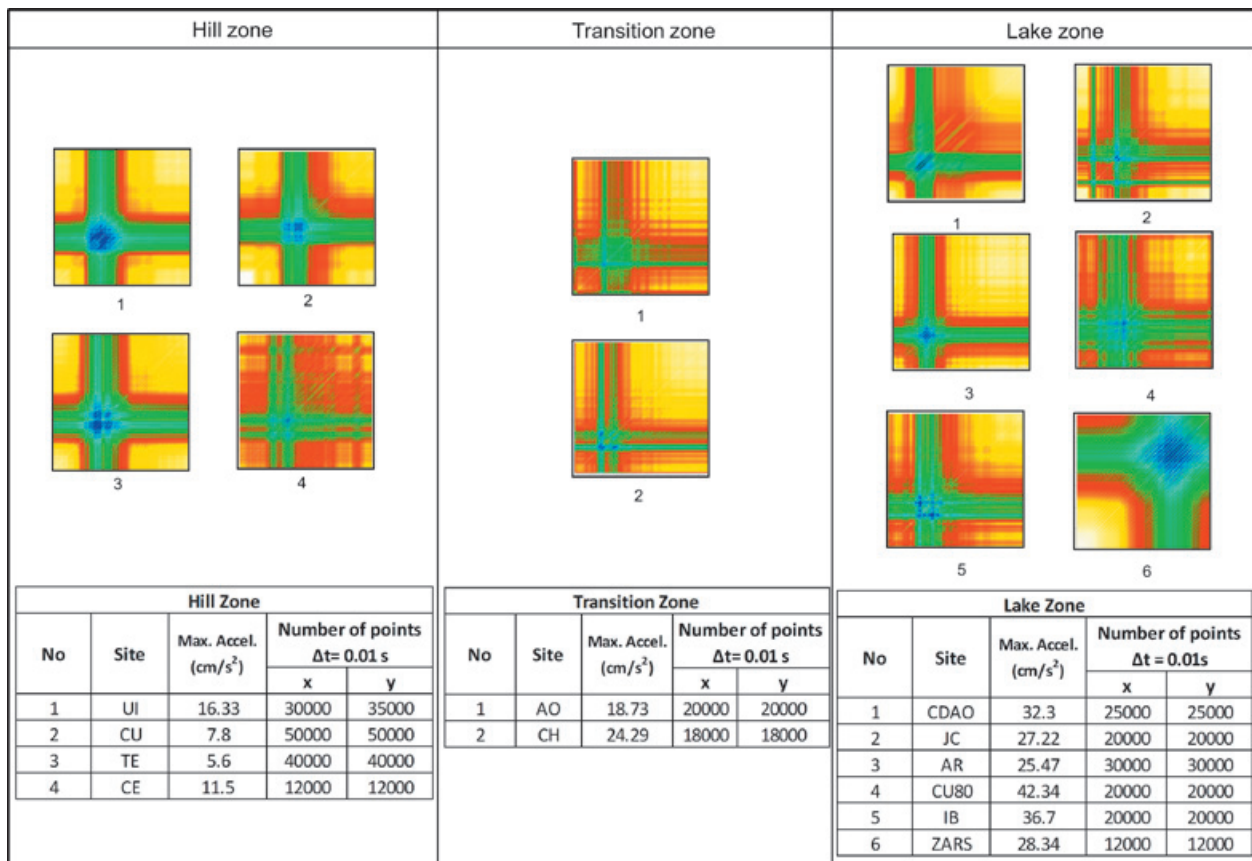 Hill zone
Transition zone
Lake zone
1
2
3
4
1
2
1
2
3
4
5
6
Hill Zone
No Site Max. Accel. (cm/s²) Number of points Δt= 0.01 s
x y
1 UI 16.33 30000 35000
2 CU 7.8 50000 50000
3 TE 5.6 40000 40000
4 CE 11.5 12000 12000
Transition Zone
No Site Max. Accel. (cm/s²) Number of points Δt= 0.01 s
x y
1 AO 18.73 20000 20000
2 CH 24.29 18000 18000
Lake Zone
No Site Max. Accel. (cm/s²) Number of points Δt = 0.01s
x y
1 CDAO 32.3 25000 25000
2 JC 27.22 20000 20000
3 AR 25.47 30000 30000
4 CU80 42.34 20000 20000
5 IB 36.7 20000 20000
6 ZARS 28.34 12000 12000